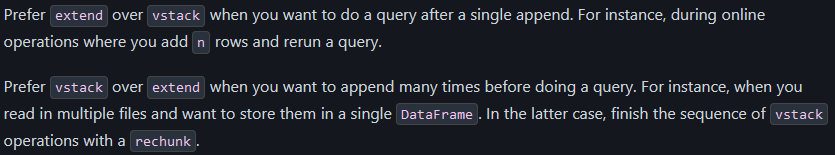 Prefer extend over vstack when you want to do a query after a single append. For instance, during online
operations where you add n rows and rerun a query.
Prefer vstack over extend when you want to append many times before doing a query. For instance, when you
read in multiple files and want to store them in a single DataFrame. In the latter case, finish the sequence of vstack
operations with a rechunk.